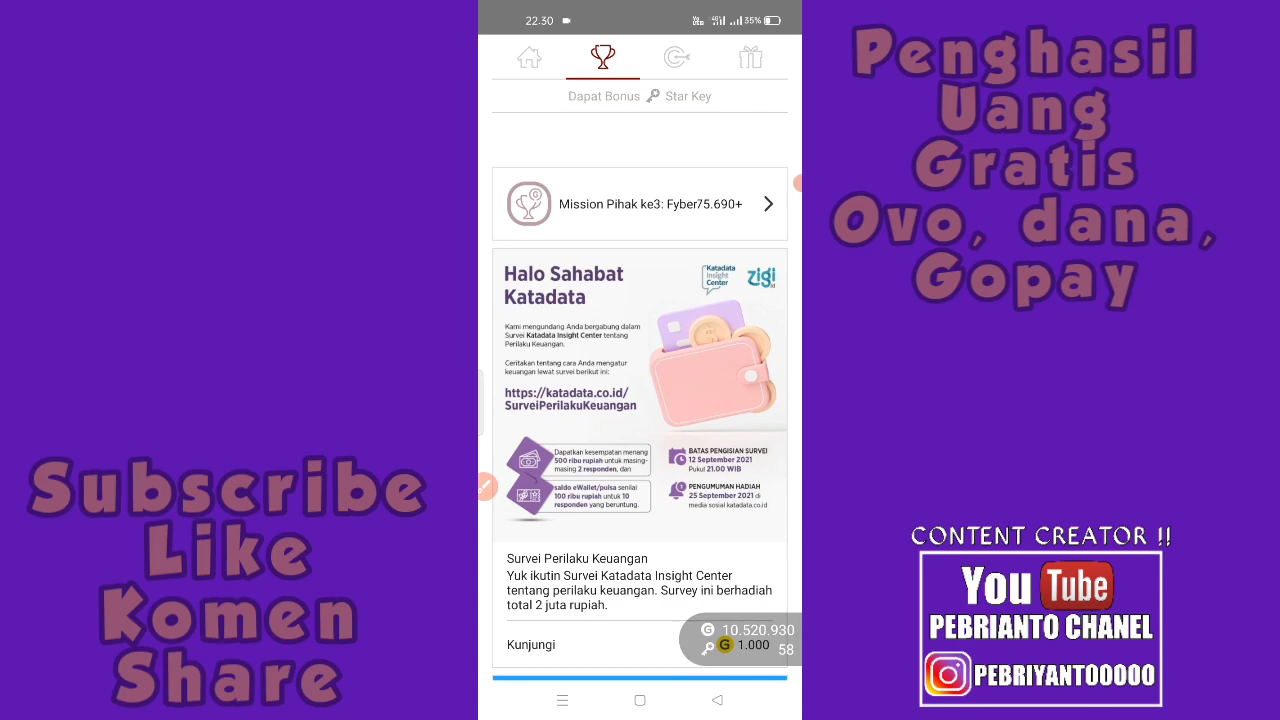 22.30
35%
Dapat Bonus Star Key
Mission Pihak ke3: Fyber75.690+
Halo Sahabat
Katadata
Katadata
Insight
Center
zigi
id
Kami mengundang Anda bergabung dalam
Survei Katadata Insight Center tentang
Perilaku Keuangan.
Ceritakan tentang cara Anda mengatur
keuangan lewat survei berikut ini:
https://katadata.co.id/
SurveiPerilakuKeuangan
Dapatkan kesempatan menang
500 ribu rupiah untuk masing-
masing 2 responden, dan
saldo eWallet/pulsa senilai
100 ribu rupiah untuk 10
responden yang beruntung.
BATAS PENGISIAN SURVEI
12 September 2021
Pukul 21.00 WIB
PENGUMUMAN HADIAH
25 September 2021 di
media sosial katadata.co.id
Survei Perilaku Keuangan
Yuk ikutin Survei Katadata Insight Center
tentang perilaku keuangan. Survey ini berhadiah
total 2 juta rupiah.
Kunjungi
G 10.520.930
G 1.000
58
Penghasil
Uang
Gratis
Ovo, dana,
Gopay
Subscribe
Like
Komen
Share
CONTENT CREATOR !!
You Tube
PEBRIANTO CHANEL
PEBRIYANTO0000